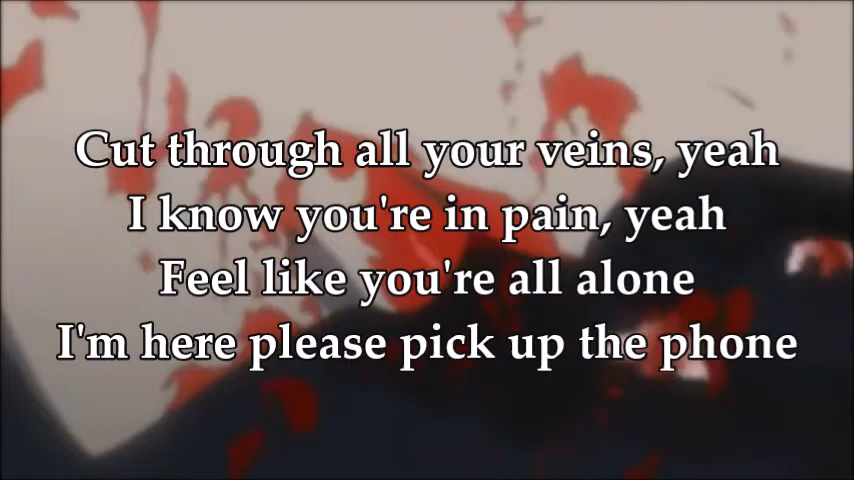 Cut through all your veins, yeah
I know you're in pain, yeah
Feel like you're all alone
I'm here please pick up the phone